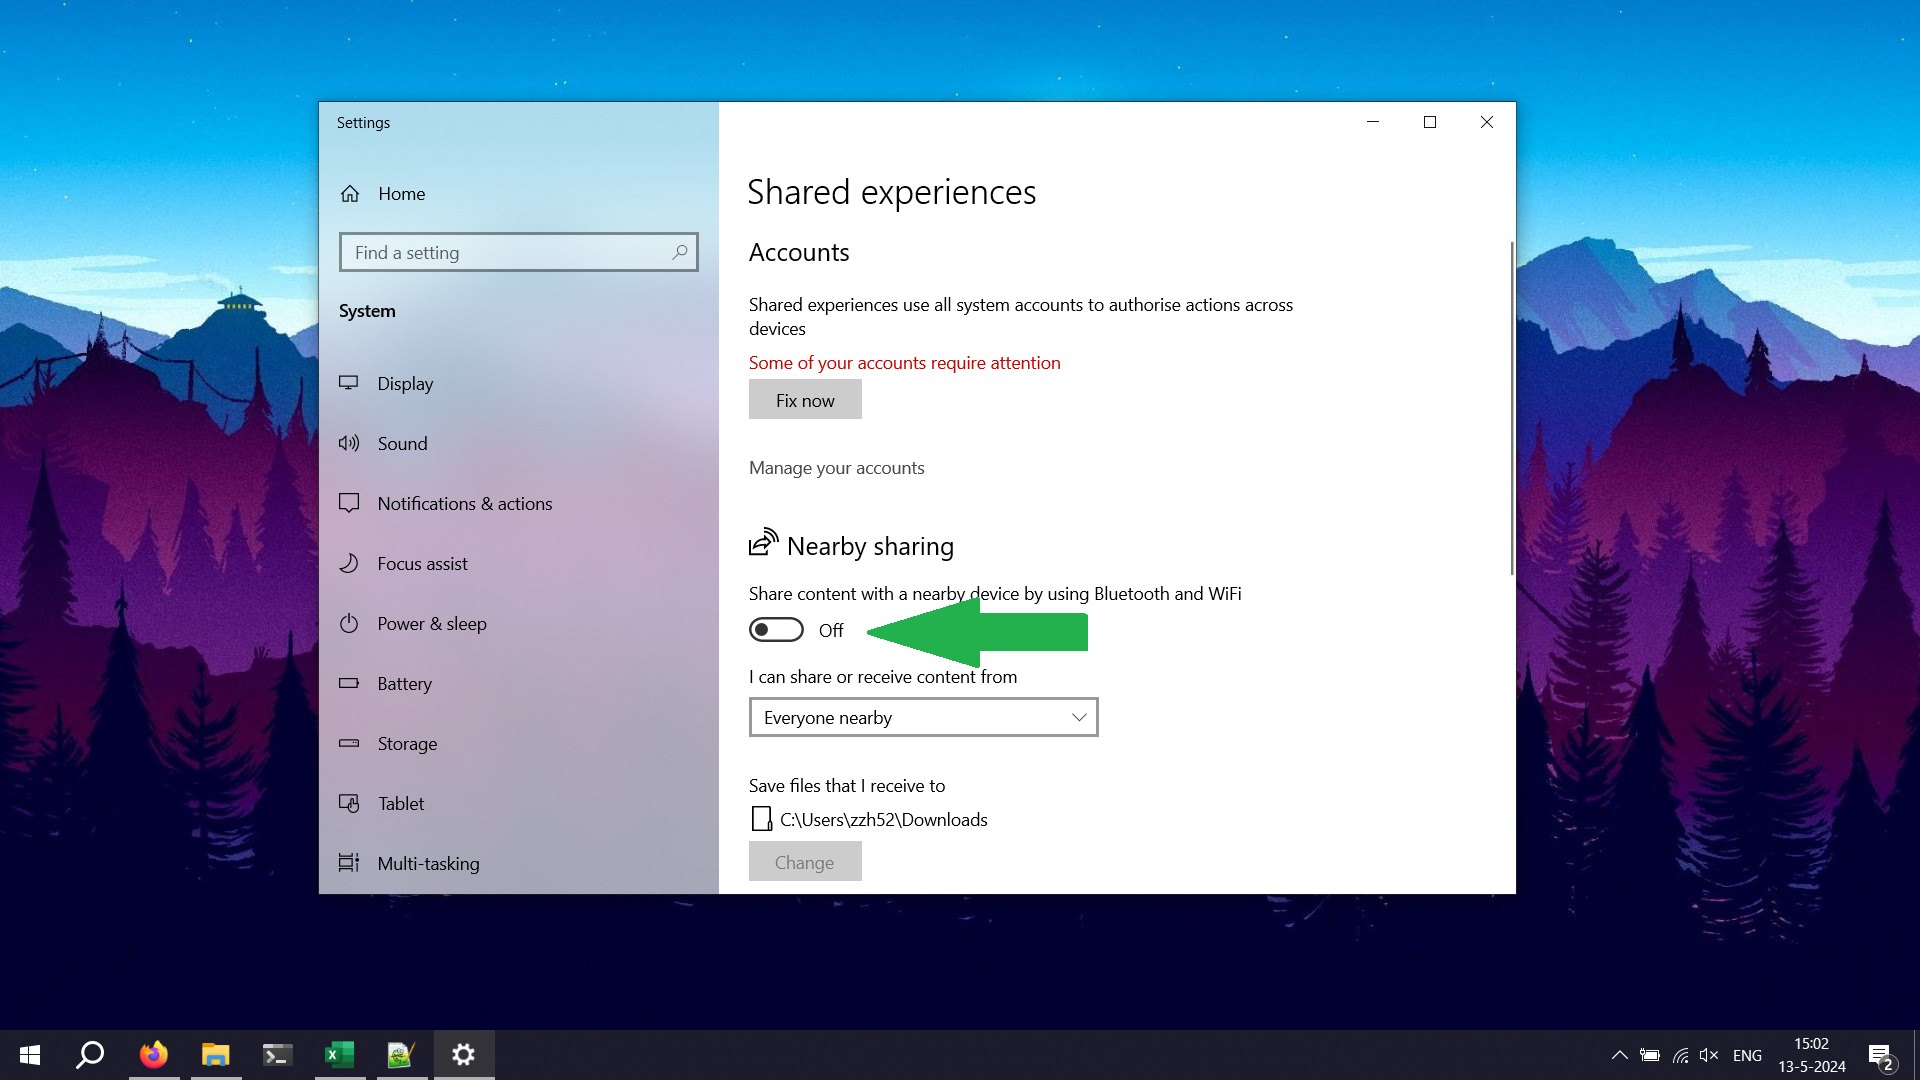 Settings
Home
Find a setting
System
Display
Sound
Notifications & actions
Focus assist
Power & sleep
Battery
Storage
Tablet
Multi-tasking
Shared experiences
Accounts
Shared experiences use all system accounts to authorise actions across
devices
Some of your accounts require attention
Fix now
Manage your accounts
Nearby sharing
Share content with a nearby device by using Bluetooth and WiFi
Off
I can share or receive content from
Everyone nearby
Save files that I receive to
C:\Users\zzh52\Downloads
Change
ENG
15:02
13-5-2024
2